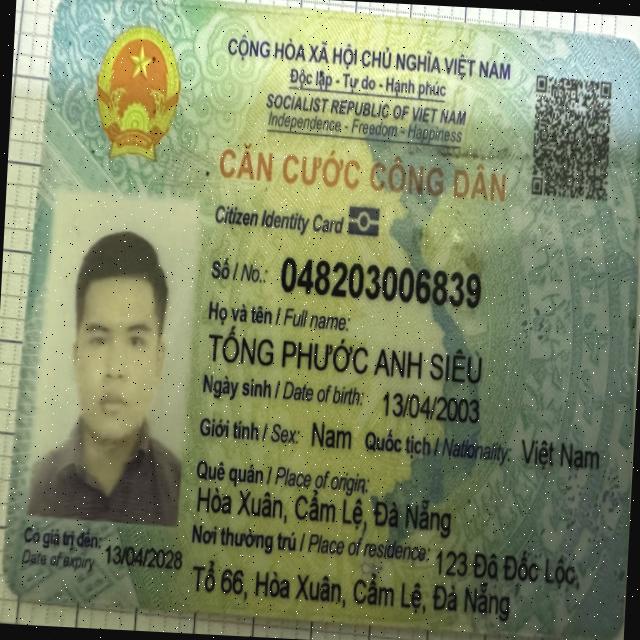 CỘNG HÒA XÃ HỘI CHỦ NGHĨA VIỆT NAM
Độc lập - Tự do - Hạnh phúc
SOCIALIST REPUBLIC OF VIET NAM
Independence - Freedom - Happiness
CĂN CƯỚC CÔNG DÂN
Citizen Identity Card
Số / No.: 048203006839
Họ và tên / Full name:
TỐNG PHƯỚC ANH SIÊU
Ngày sinh / Date of birth: 13/04/2003
Giới tính / Sex: Nam Quốc tịch / Nationality: Việt Nam
Quê quán / Place of origin:
Hòa Xuân, Cẩm Lệ, Đà Nẵng
Nơi thường trú / Place of residence: 123 Đô Đốc Lộc,
Tổ 66, Hòa Xuân, Cẩm Lệ, Đà Nẵng
Có giá trị đến: 13/04/2028
Date of expiry